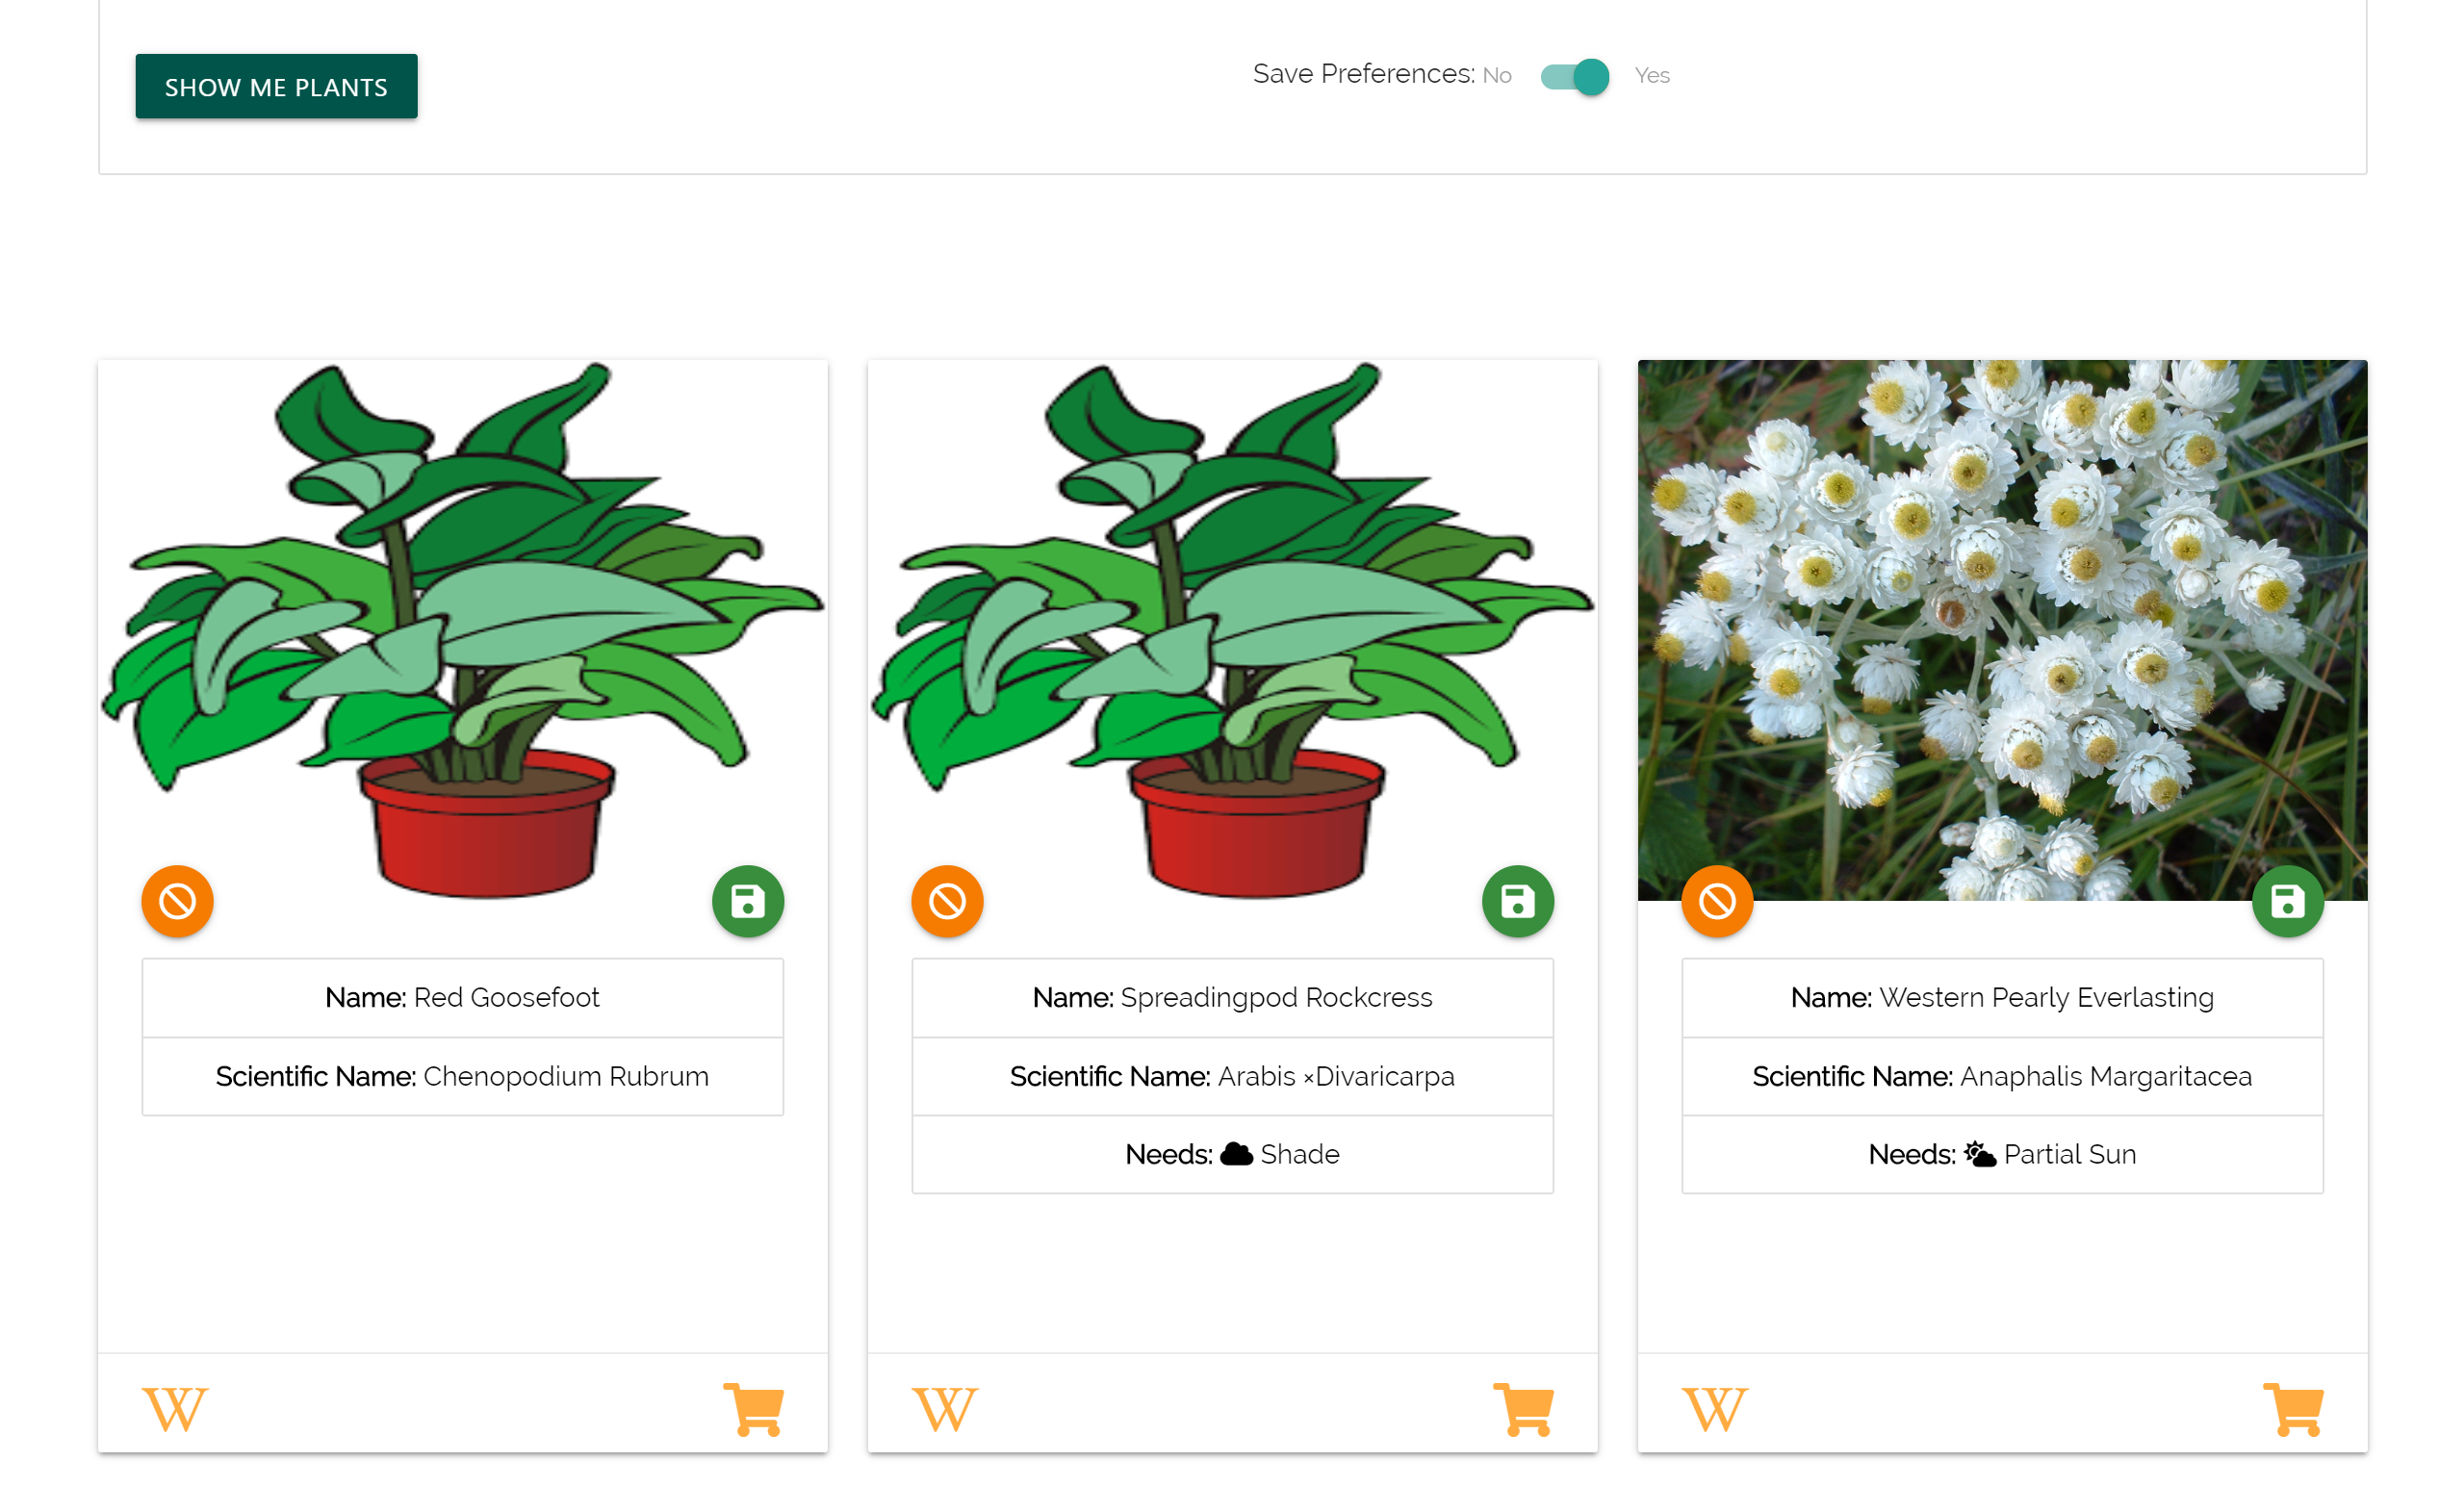 SHOW ME PLANTS
Save Preferences: No Yes
Name: Red Goosefoot
Scientific Name: Chenopodium Rubrum
Name: Spreadingpod Rockcress
Scientific Name: Arabis ×Divaricarpa
Needs: Shade
Name: Western Pearly Everlasting
Scientific Name: Anaphalis Margaritacea
Needs: Partial Sun
W
W
W